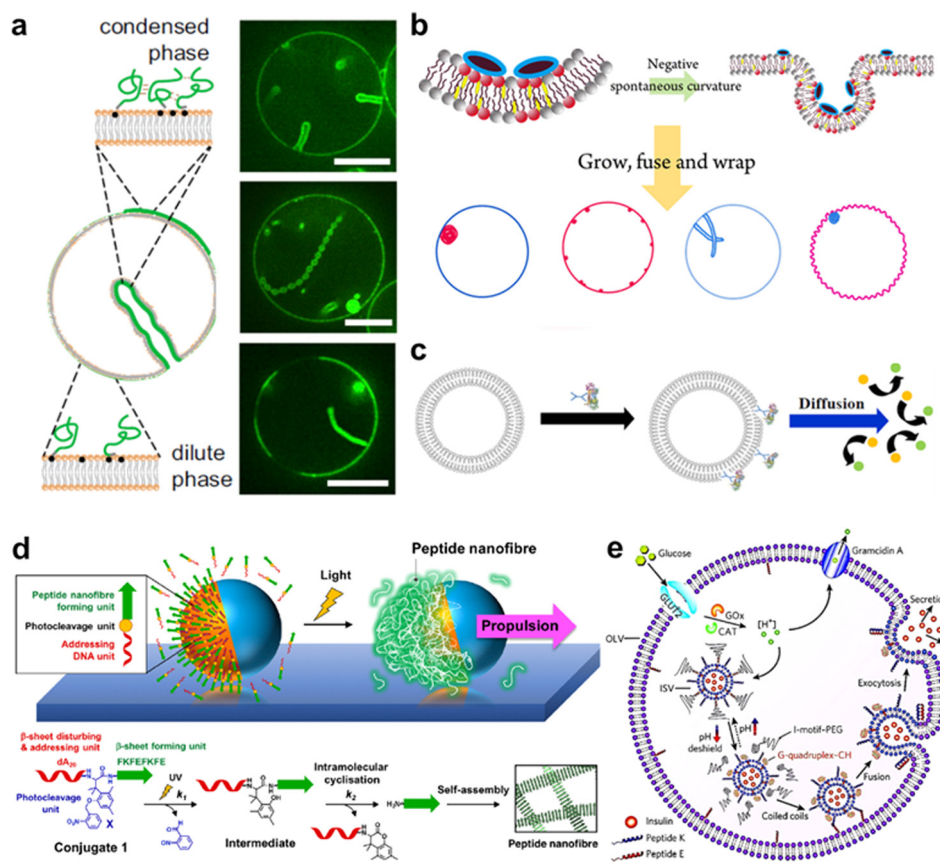 a
condensed
phase
dilute
phase
b
Negative
spontaneous curvature
Grow, fuse and wrap
c
Diffusion
d
Peptide nanofibre
forming unit
Photocleavage unit
Addressing
DNA unit
Light
Peptide nanofibre
Propulsion
β-sheet disturbing
& addressing unit
dA20
β-sheet forming unit
FKFEFKFE
Photocleavage
unit
X
UV
k1
Conjugate 1
Intermediate
Intramolecular
cyclisation
k2
Self-assembly
Peptide nanofibre
e
Glucose
Gramcidin A
GLUT2
GOx
CAT
[H+]
Secretion
OLV
ISV
Exocytosis
pH
deshield
pH
I-motif-PEG
G-quadruplex-CH
Fusion
Coiled coils
Insulin
Peptide K
Peptide E